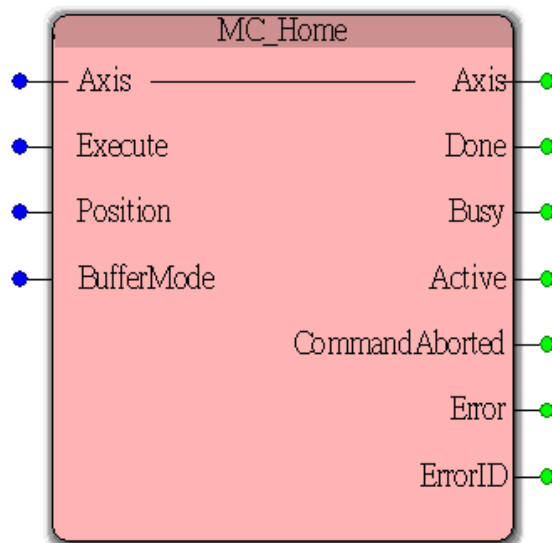 MC_Home
Axis Axis
Execute Done
Position Busy
BufferMode Active
CommandAborted
Error
ErrorID